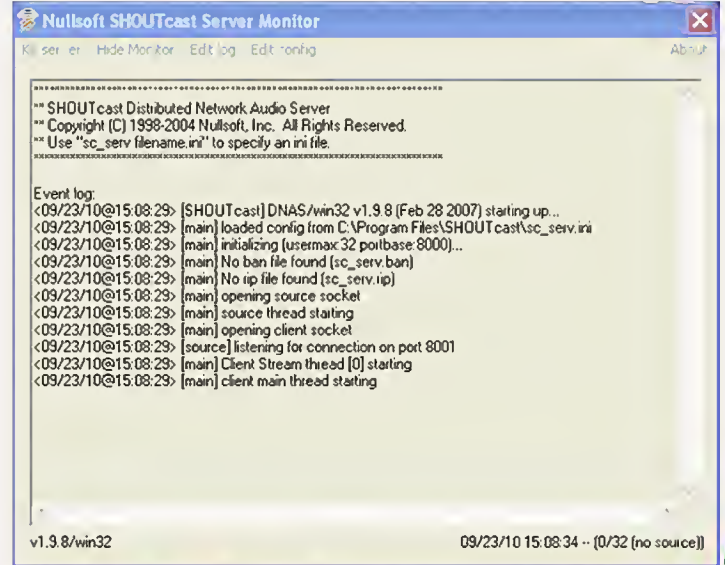 Nullsoft SHOUTcast Server Monitor
Hide Monitor Edit log Edit config About
** SHOUTcast Distributed Network Audio Server
** Copyright (C) 1998-2004 Nullsoft, Inc. All Rights Reserved.
** Use "sc_serv filename.ini" to specify an ini file.
Event log:
<09/23/10@15:08:29> [SHOUTcast] DNAS/win32 v1.9.8 (Feb 28 2007) starting up...
<09/23/10@15:08:29> [main] loaded config from C:\Program Files\SHOUTcast\sc_serv.ini
<09/23/10@15:08:29> [main] initializing (usermax:32 portbase:8000)...
<09/23/10@15:08:29> [main] No ban file found (sc_serv.ban)
<09/23/10@15:08:29> [main] No rip file found (sc_serv.rip)
<09/23/10@15:08:29> [main] opening source socket
<09/23/10@15:08:29> [main] source thread starting
<09/23/10@15:08:29> [main] opening client socket
<09/23/10@15:08:29> [source] listening for connection on port 8001
<09/23/10@15:08:29> [main] Client Stream thread [0] starting
<09/23/10@15:08:29> [main] client main thread starting
v1.9.8/win32 09/23/10 15:08:34 -- (0/32 (no source))